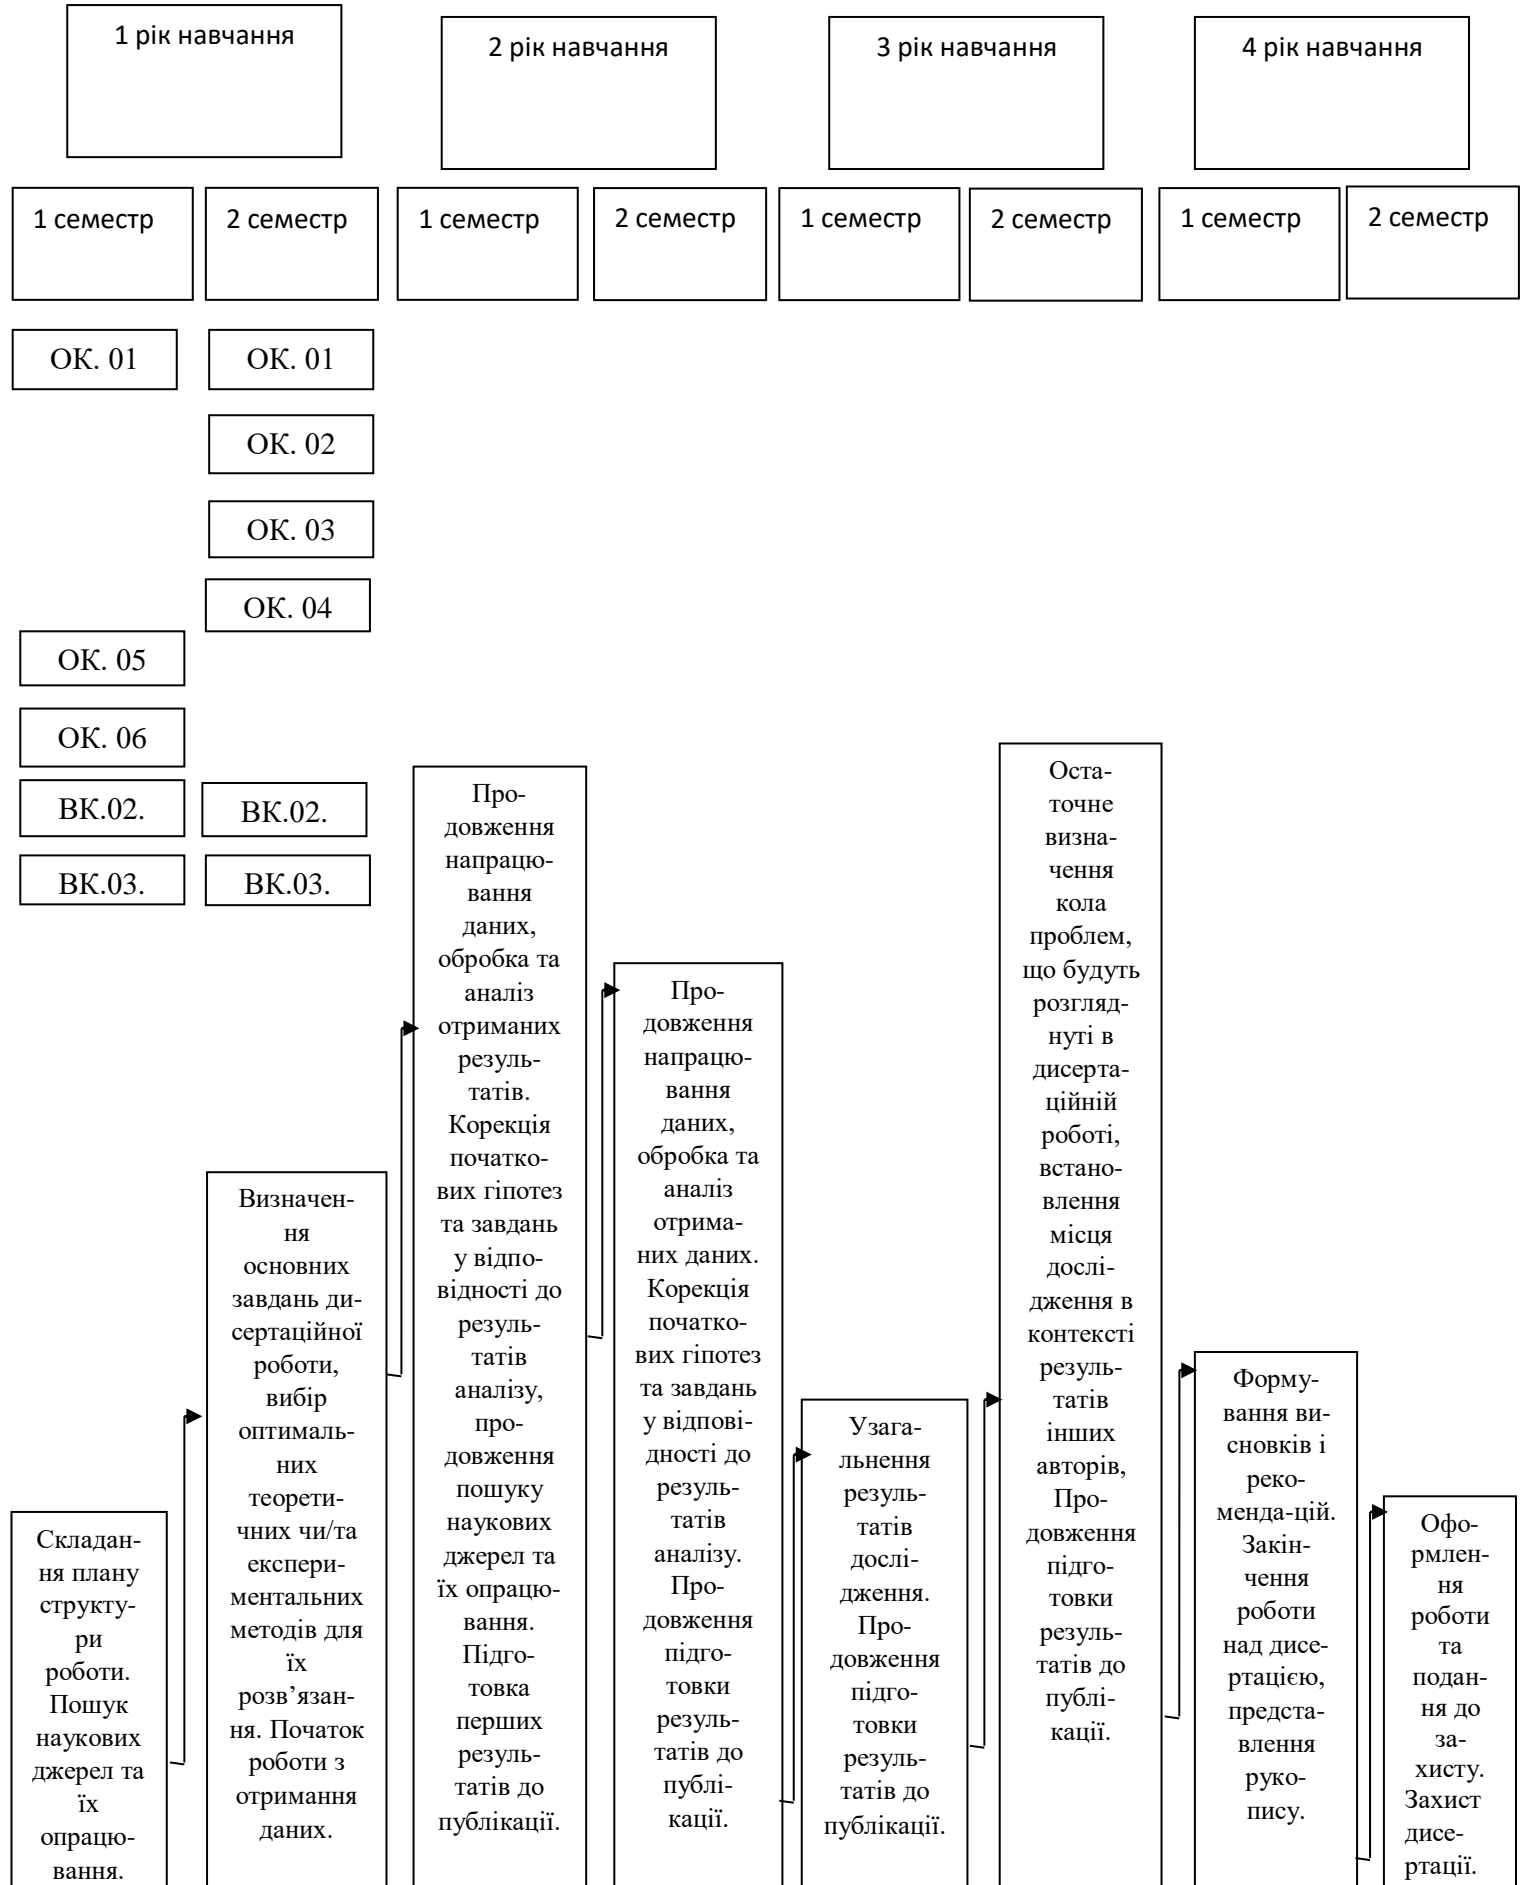 1 рік навчання
2 рік навчання
3 рік навчання
4 рік навчання
1 семестр
2 семестр
1 семестр
2 семестр
1 семестр
2 семестр
1 семестр
2 семестр
ОК. 01
ОК. 01
ОК. 02
ОК. 03
ОК. 04
ОК. 05
ОК. 06
ВК.02.
ВК.02.
ВК.03.
ВК.03.
Складан-
ня плану
структу-
ри
роботи.
Пошук
наукових
джерел та
їх
опрацю-
вання.
Визначен-
ня
основних
завдань ди-
сертаційної
роботи,
вибір
оптималь-
них
теорети-
чних чи/та
експери-
ментальних
методів для
їх
розв’язан-
ня. Початок
роботи з
отримання
даних.
Про-
довження
напрацю-
вання
даних,
обробка та
аналіз
отриманих
резуль-
татів.
Корекція
початко-
вих гіпотез
та завдань
у відпо-
відності до
резуль-
татів
аналізу,
про-
довження
пошуку
наукових
джерел та
їх опрацю-
вання.
Підго-
товка
перших
резуль-
татів до
публікації.
Про-
довження
напрацю-
вання
даних,
обробка та
аналіз
отрима-
них даних.
Корекція
початко-
вих гіпотез
та завдань
у відпові-
дності до
резуль-
татів
аналізу.
Про-
довження
підго-
товки
резуль-
татів до
публі-
кації.
Узага-
льнення
резуль-
татів
дослі-
дження.
Про-
довження
підго-
товки
резуль-
татів до
публікації.
Оста-
точне
визна-
чення
кола
проблем,
що будуть
розгляд-
нуті в
дисерта-
ційній
роботі,
встано-
влення
місця
дослі-
дження в
контексті
резуль-
татів
інших
авторів,
Про-
довження
підго-
товки
резуль-
татів до
публі-
кації.
Форму-
вання ви-
сновків і
реко-
менда-цій.
Закін-
чення
роботи
над дисе-
ртацією,
предста-
влення
руко-
пису.
Офо-
рмлен-
ня
роботи
та
подан-
ня до
за-
хисту.
Захист
дисе-
ртації.